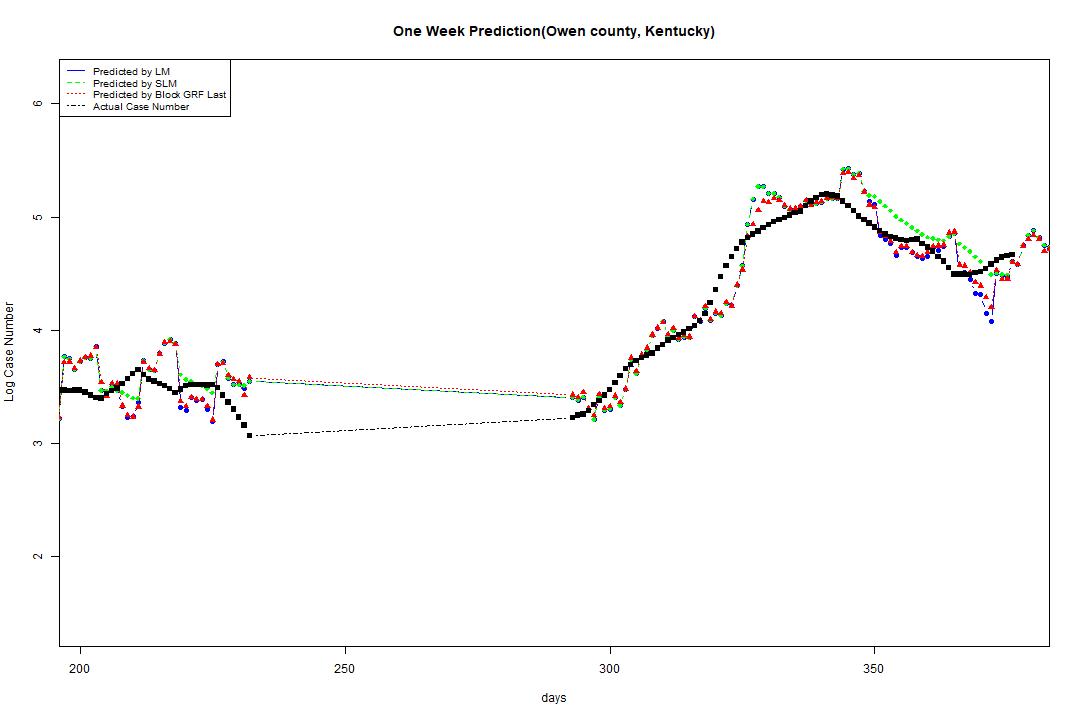 One Week Prediction(Owen county, Kentucky)
Predicted by LM
Predicted by SLM
Predicted by Block GRF Last
Actual Case Number
6
5
4
3
2
Log Case Number
200 250 300 350
days